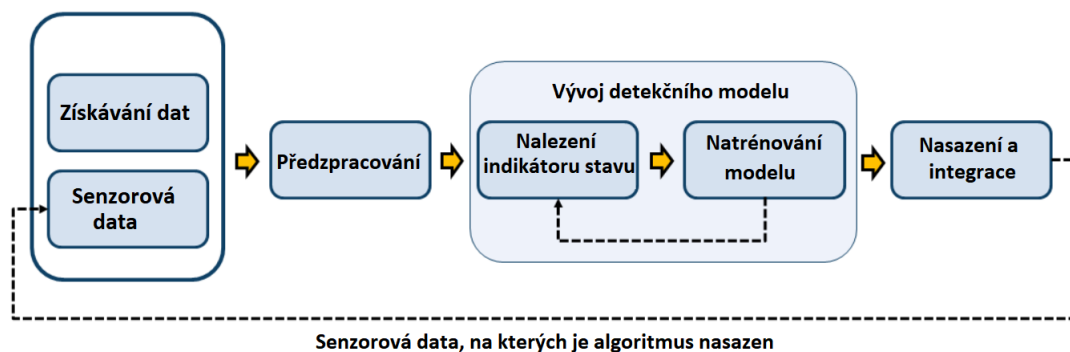 Získávání dat
Senzorová
data
Předzpracování
Vývoj detekčního modelu
Nalezení
indikátoru stavu
Natrénování
modelu
Nasazení a
integrace
Senzorová data, na kterých je algoritmus nasazen